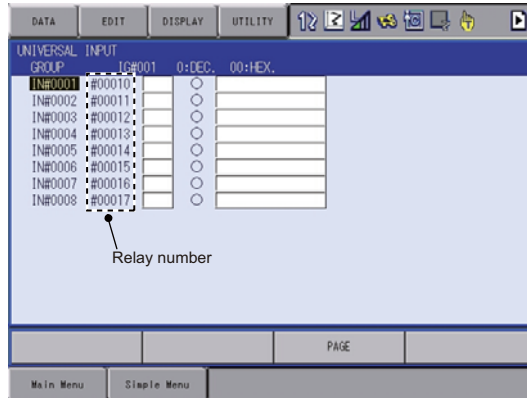 DATA EDIT DISPLAY UTILITY
UNIVERSAL INPUT
GROUP IG#001 0:DEC. 00:HEX.
IN#0001 #00010
IN#0002 #00011
IN#0003 #00012
IN#0004 #00013
IN#0005 #00014
IN#0006 #00015
IN#0007 #00016
IN#0008 #00017
Relay number
PAGE
Main Menu Simple Menu